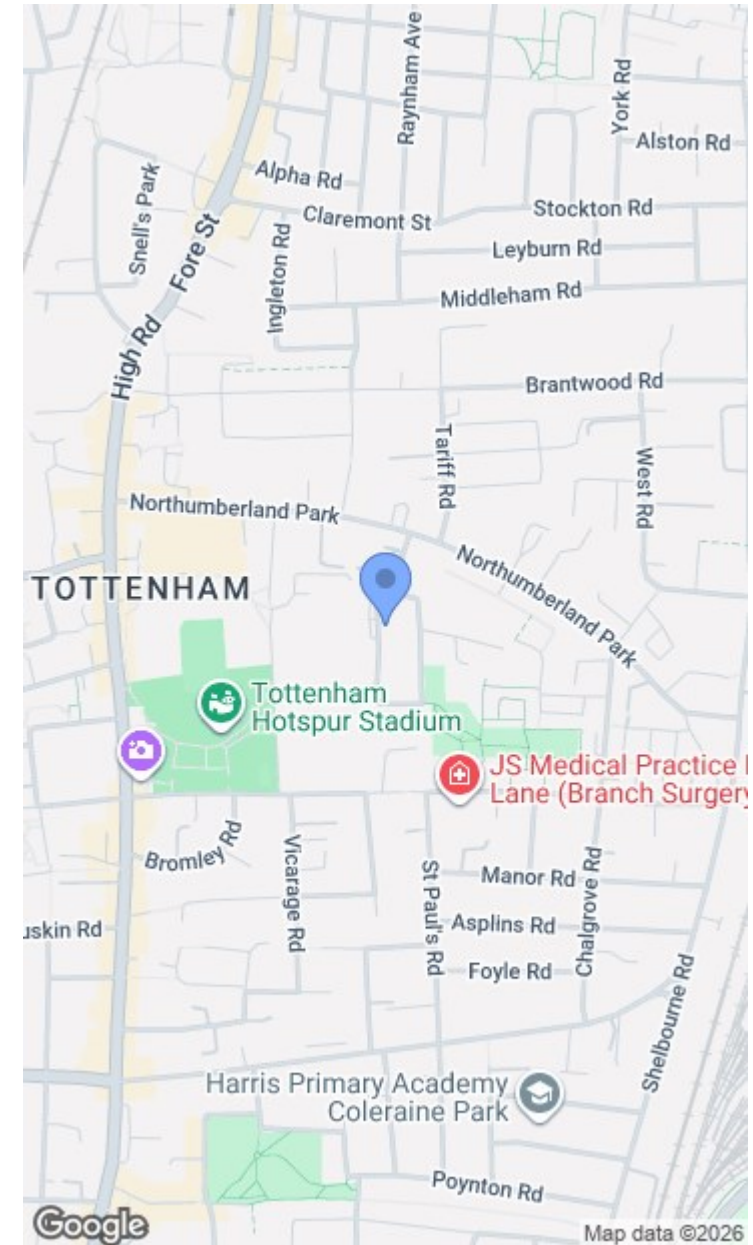 Raynham Ave
York Rd
Alston Rd
Alpha Rd
Snell's Park
Fore St
Claremont St
Stockton Rd
Ingleton Rd
Leyburn Rd
Middleham Rd
High Rd
Brantwood Rd
Tariff Rd
West Rd
Northumberland Park
Northumberland Park
TOTTENHAM
Tottenham
Hotspur Stadium
JS Medical Practice
Lane (Branch Surgery
Bromley Rd
Vicarage Rd
St Paul's Rd
Manor Rd
Chalgrove Rd
uskin Rd
Asplins Rd
Foyle Rd
Shelbourne Rd
Harris Primary Academy
Coleraine Park
Poynton Rd
Google
Map data ©2026